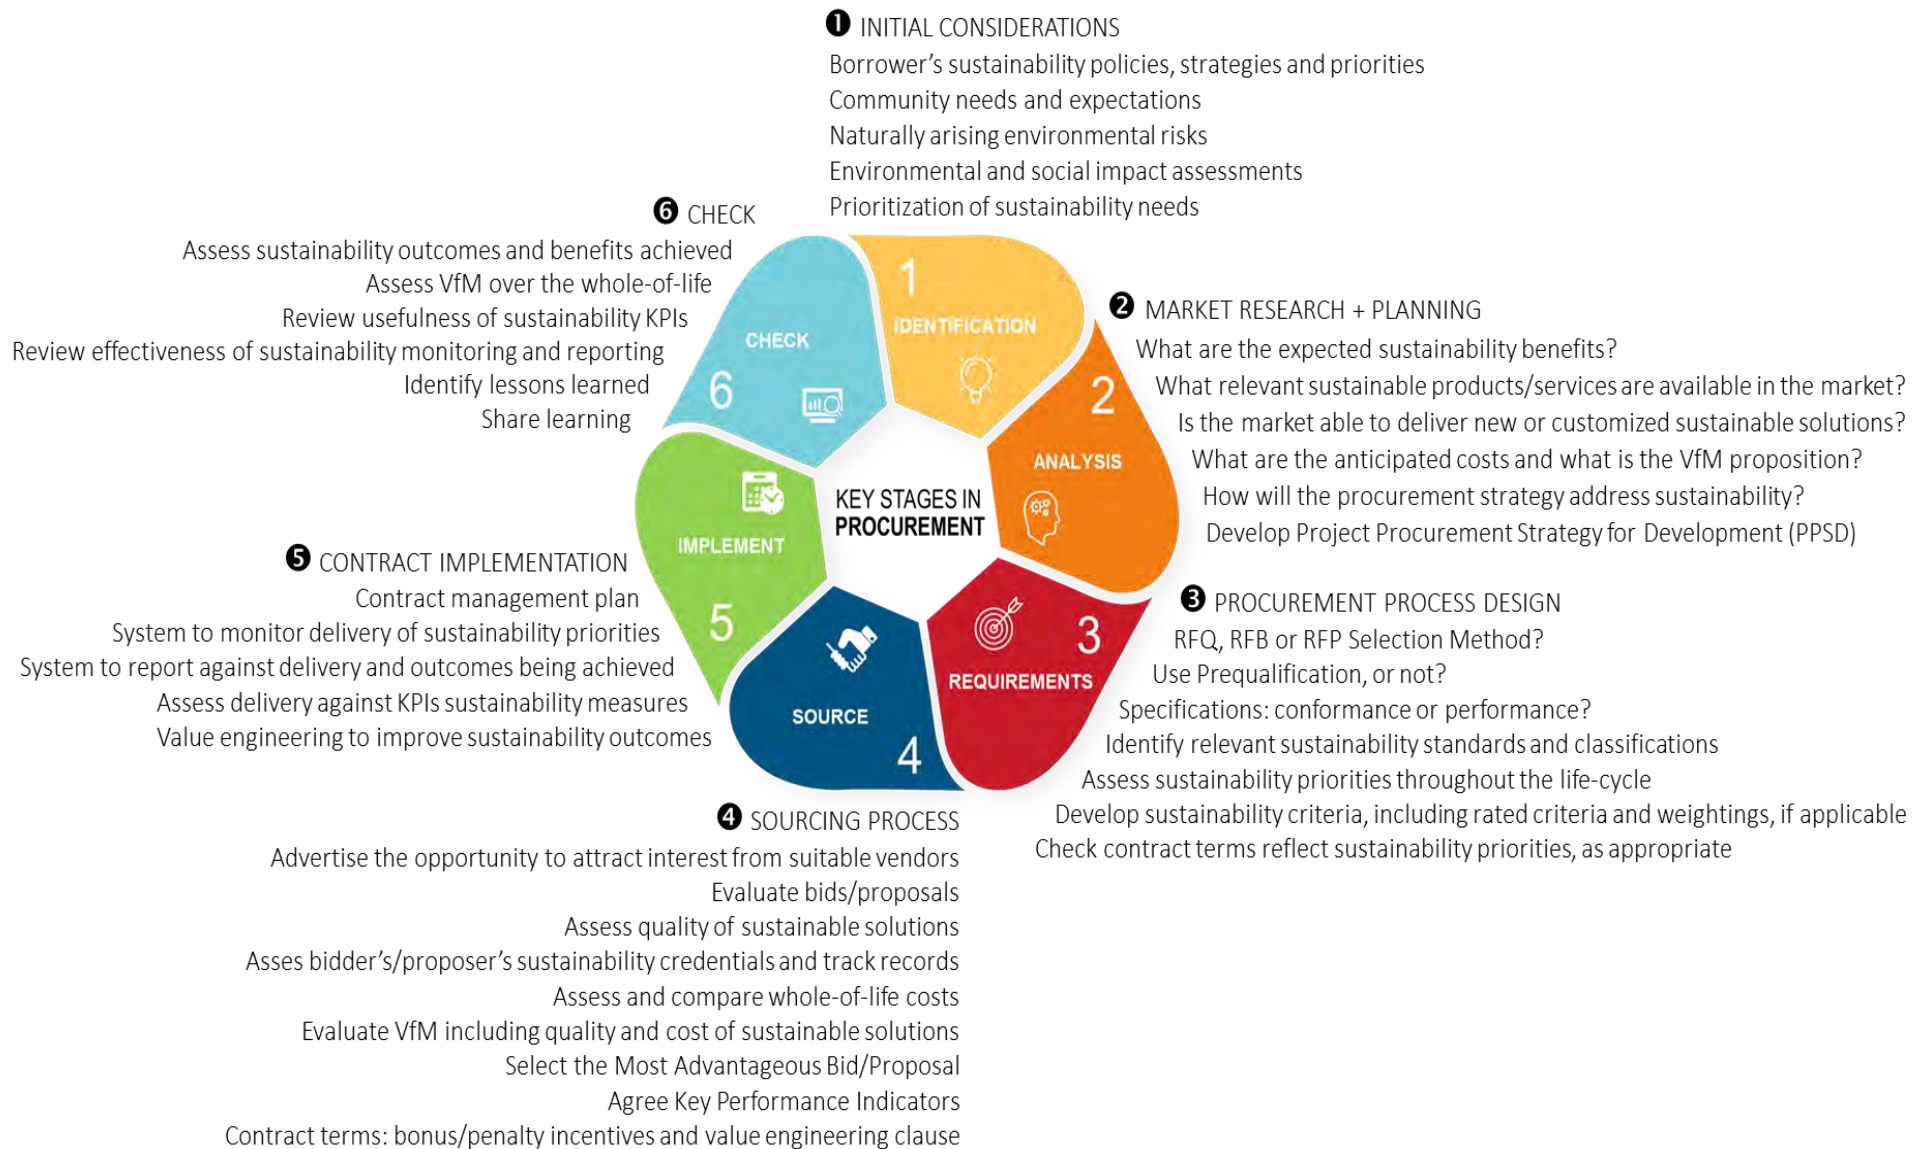 ❶ INITIAL CONSIDERATIONS
Borrower's sustainability policies, strategies and priorities
Community needs and expectations
Naturally arising environmental risks
Environmental and social impact assessments
Prioritization of sustainability needs
❷ MARKET RESEARCH + PLANNING
What are the expected sustainability benefits?
What relevant sustainable products/services are available in the market?
Is the market able to deliver new or customized sustainable solutions?
What are the anticipated costs and what is the VfM proposition?
How will the procurement strategy address sustainability?
Develop Project Procurement Strategy for Development (PPSD)
❸ PROCUREMENT PROCESS DESIGN
RFQ, RFB or RFP Selection Method?
Use Prequalification, or not?
Specifications: conformance or performance?
Identify relevant sustainability standards and classifications
Assess sustainability priorities throughout the life-cycle
Develop sustainability criteria, including rated criteria and weightings, if applicable
Check contract terms reflect sustainability priorities, as appropriate
❹ SOURCING PROCESS
Advertise the opportunity to attract interest from suitable vendors
Evaluate bids/proposals
Assess quality of sustainable solutions
Asses bidder's/proposer's sustainability credentials and track records
Assess and compare whole-of-life costs
Evaluate VfM including quality and cost of sustainable solutions
Select the Most Advantageous Bid/Proposal
Agree Key Performance Indicators
Contract terms: bonus/penalty incentives and value engineering clause
❺ CONTRACT IMPLEMENTATION
Contract management plan
System to monitor delivery of sustainability priorities
System to report against delivery and outcomes being achieved
Assess delivery against KPIs sustainability measures
Value engineering to improve sustainability outcomes
❻ CHECK
Assess sustainability outcomes and benefits achieved
Assess VfM over the whole-of-life
Review usefulness of sustainability KPIs
Review effectiveness of sustainability monitoring and reporting
Identify lessons learned
Share learning
KEY STAGES IN
PROCUREMENT
1
IDENTIFICATION
2
ANALYSIS
3
REQUIREMENTS
SOURCE
4
IMPLEMENT
5
CHECK
6